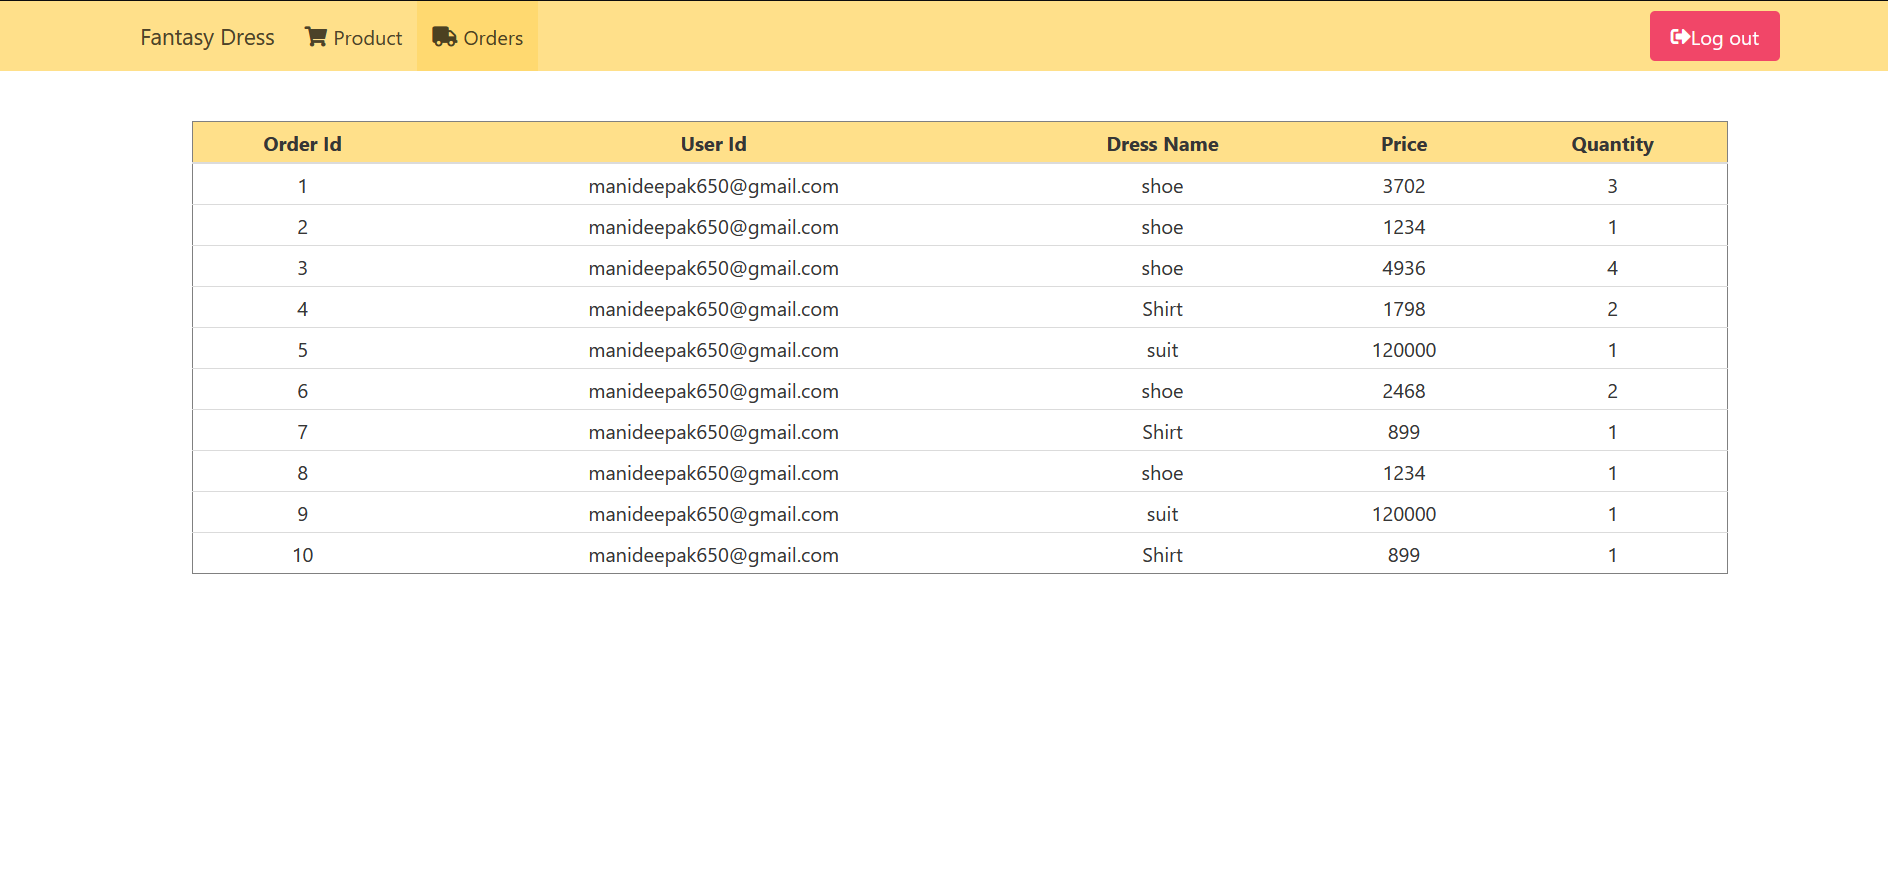 Fantasy Dress Product Orders Log out
Order Id User Id Dress Name Price Quantity
1 manideepak650@gmail.com shoe 3702 3
2 manideepak650@gmail.com shoe 1234 1
3 manideepak650@gmail.com shoe 4936 4
4 manideepak650@gmail.com Shirt 1798 2
5 manideepak650@gmail.com suit 120000 1
6 manideepak650@gmail.com shoe 2468 2
7 manideepak650@gmail.com Shirt 899 1
8 manideepak650@gmail.com shoe 1234 1
9 manideepak650@gmail.com suit 120000 1
10 manideepak650@gmail.com Shirt 899 1